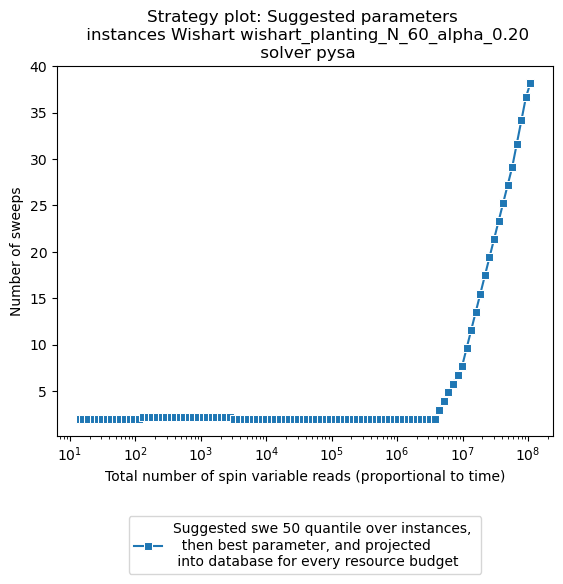 Strategy plot: Suggested parameters
instances Wishart wishart_planting_N_60_alpha_0.20
solver pysa
Number of sweeps
40
35
30
25
20
15
10
5
10^1
10^2
10^3
10^4
10^5
10^6
10^7
10^8
Total number of spin variable reads (proportional to time)
Suggested swe 50 quantile over instances,
then best parameter, and projected
into database for every resource budget